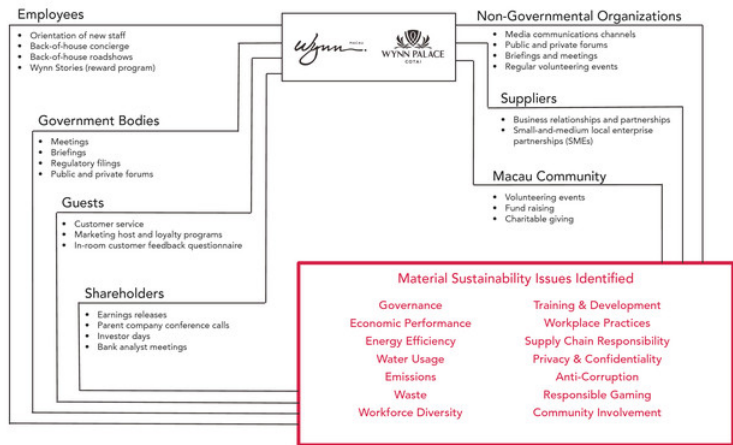 Employees
• Orientation of new staff
• Back-of-house concierge
• Back-of-house roadshows
• Wynn Stories (reward program)
Wynn
MACAU
WYNN PALACE
COTAI
Non-Governmental Organizations
• Media communications channels
• Public and private forums
• Briefings and meetings
• Regular volunteering events
Government Bodies
• Meetings
• Briefings
• Regulatory filings
• Public and private forums
Suppliers
• Business relationships and partnerships
• Small-and-medium local enterprise
partnerships (SMEs)
Guests
• Customer service
• Marketing host and loyalty programs
• In-room customer feedback questionnaire
Macau Community
• Volunteering events
• Fund raising
• Charitable giving
Shareholders
• Earnings releases
• Parent company conference calls
• Investor days
• Bank analyst meetings
Material Sustainability Issues Identified
Governance
Economic Performance
Energy Efficiency
Water Usage
Emissions
Waste
Workforce Diversity
Training & Development
Workplace Practices
Supply Chain Responsibility
Privacy & Confidentiality
Anti-Corruption
Responsible Gaming
Community Involvement